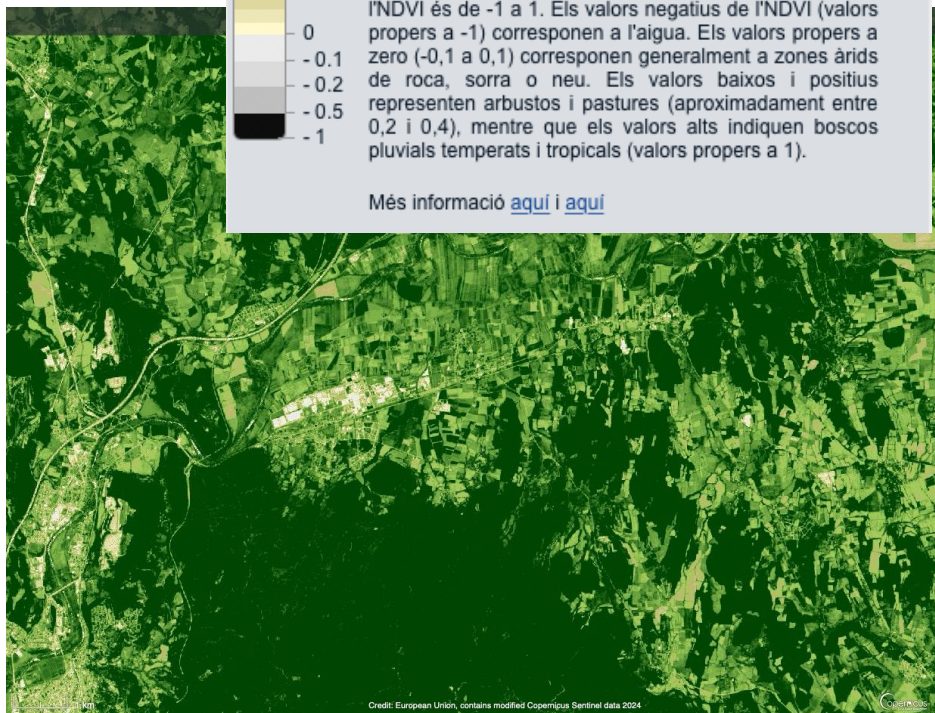 l'NDVI és de -1 a 1. Els valors negatius de l'NDVI (valors
propers a -1) corresponen a l'aigua. Els valors propers a
zero (-0,1 a 0,1) corresponen generalment a zones àrids
de roca, sorra o neu. Els valors baixos i positius
representen arbustos i pastures (aproximadament entre
0,2 i 0,4), mentre que els valors alts indiquen boscos
pluvials temperats i tropicals (valors propers a 1).
Més informació aquí i aquí
0
- 0.1
- 0.2
- 0.5
- 1
1 km
Credit: European Union, contains modified Copernicus Sentinel data 2024
Copernicus